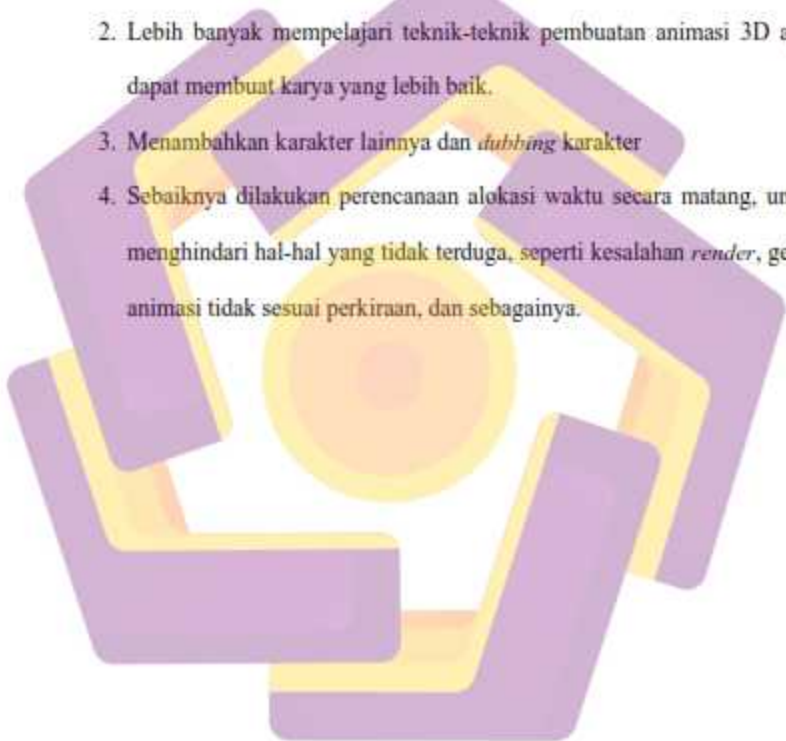 2. Lebih banyak mempelajari teknik-teknik pembuatan animasi 3D
dapat membuat karya yang lebih baik.
3. Menambahkan karakter lainnya dan dubbing karakter
4. Sebaiknya dilakukan perencanaan alokasi waktu secara matang,
menghindari hal-hal yang tidak terduga, seperti kesalahan render,
animasi tidak sesuai perkiraan, dan sebagainya.